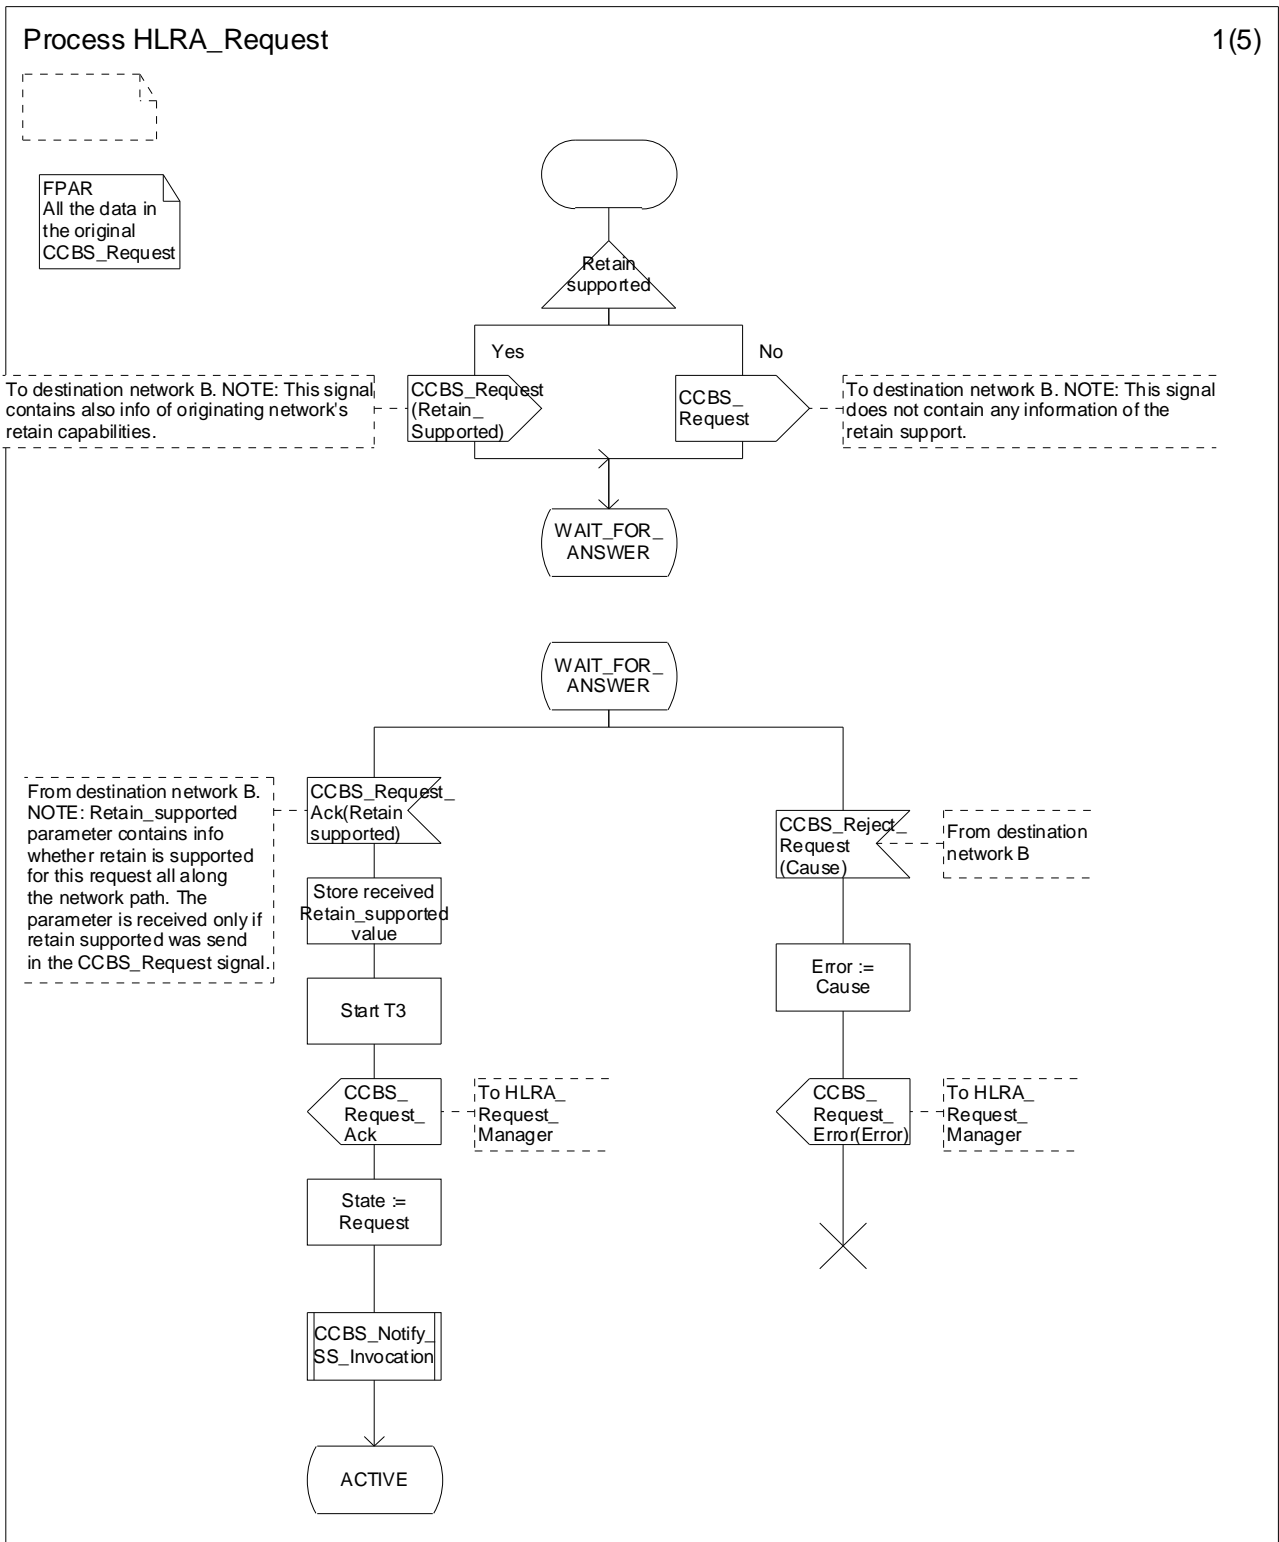 Process HLRA_Request
1(5)
FPAR
All the data in
the original
CCBS_Request
Retain
supported
Yes
No
To destination network B. NOTE: This signal
contains also info of originating network's
retain capabilities.
CCBS_Request
(Retain_
Supported)
CCBS_
Request
To destination network B. NOTE: This signal
does not contain any information of the
retain support.
WAIT_FOR_
ANSWER
WAIT_FOR_
ANSWER
From destination network B.
NOTE: Retain_supported
parameter contains info
whether retain is supported
for this request all along
the network path. The
parameter is received only if
retain supported was send
in the CCBS_Request signal.
CCBS_Request_
Ack(Retain
supported)
CCBS_Reject_
Request
(Cause)
From destination
network B
Store received
Retain_supported
value
Error :=
Cause
Start T3
CCBS_
Request_
Ack
To HLRA_
Request_
Manager
CCBS_
Request_
Error(Error)
To HLRA_
Request_
Manager
State :=
Request
CCBS_Notify_
SS_Invocation
ACTIVE